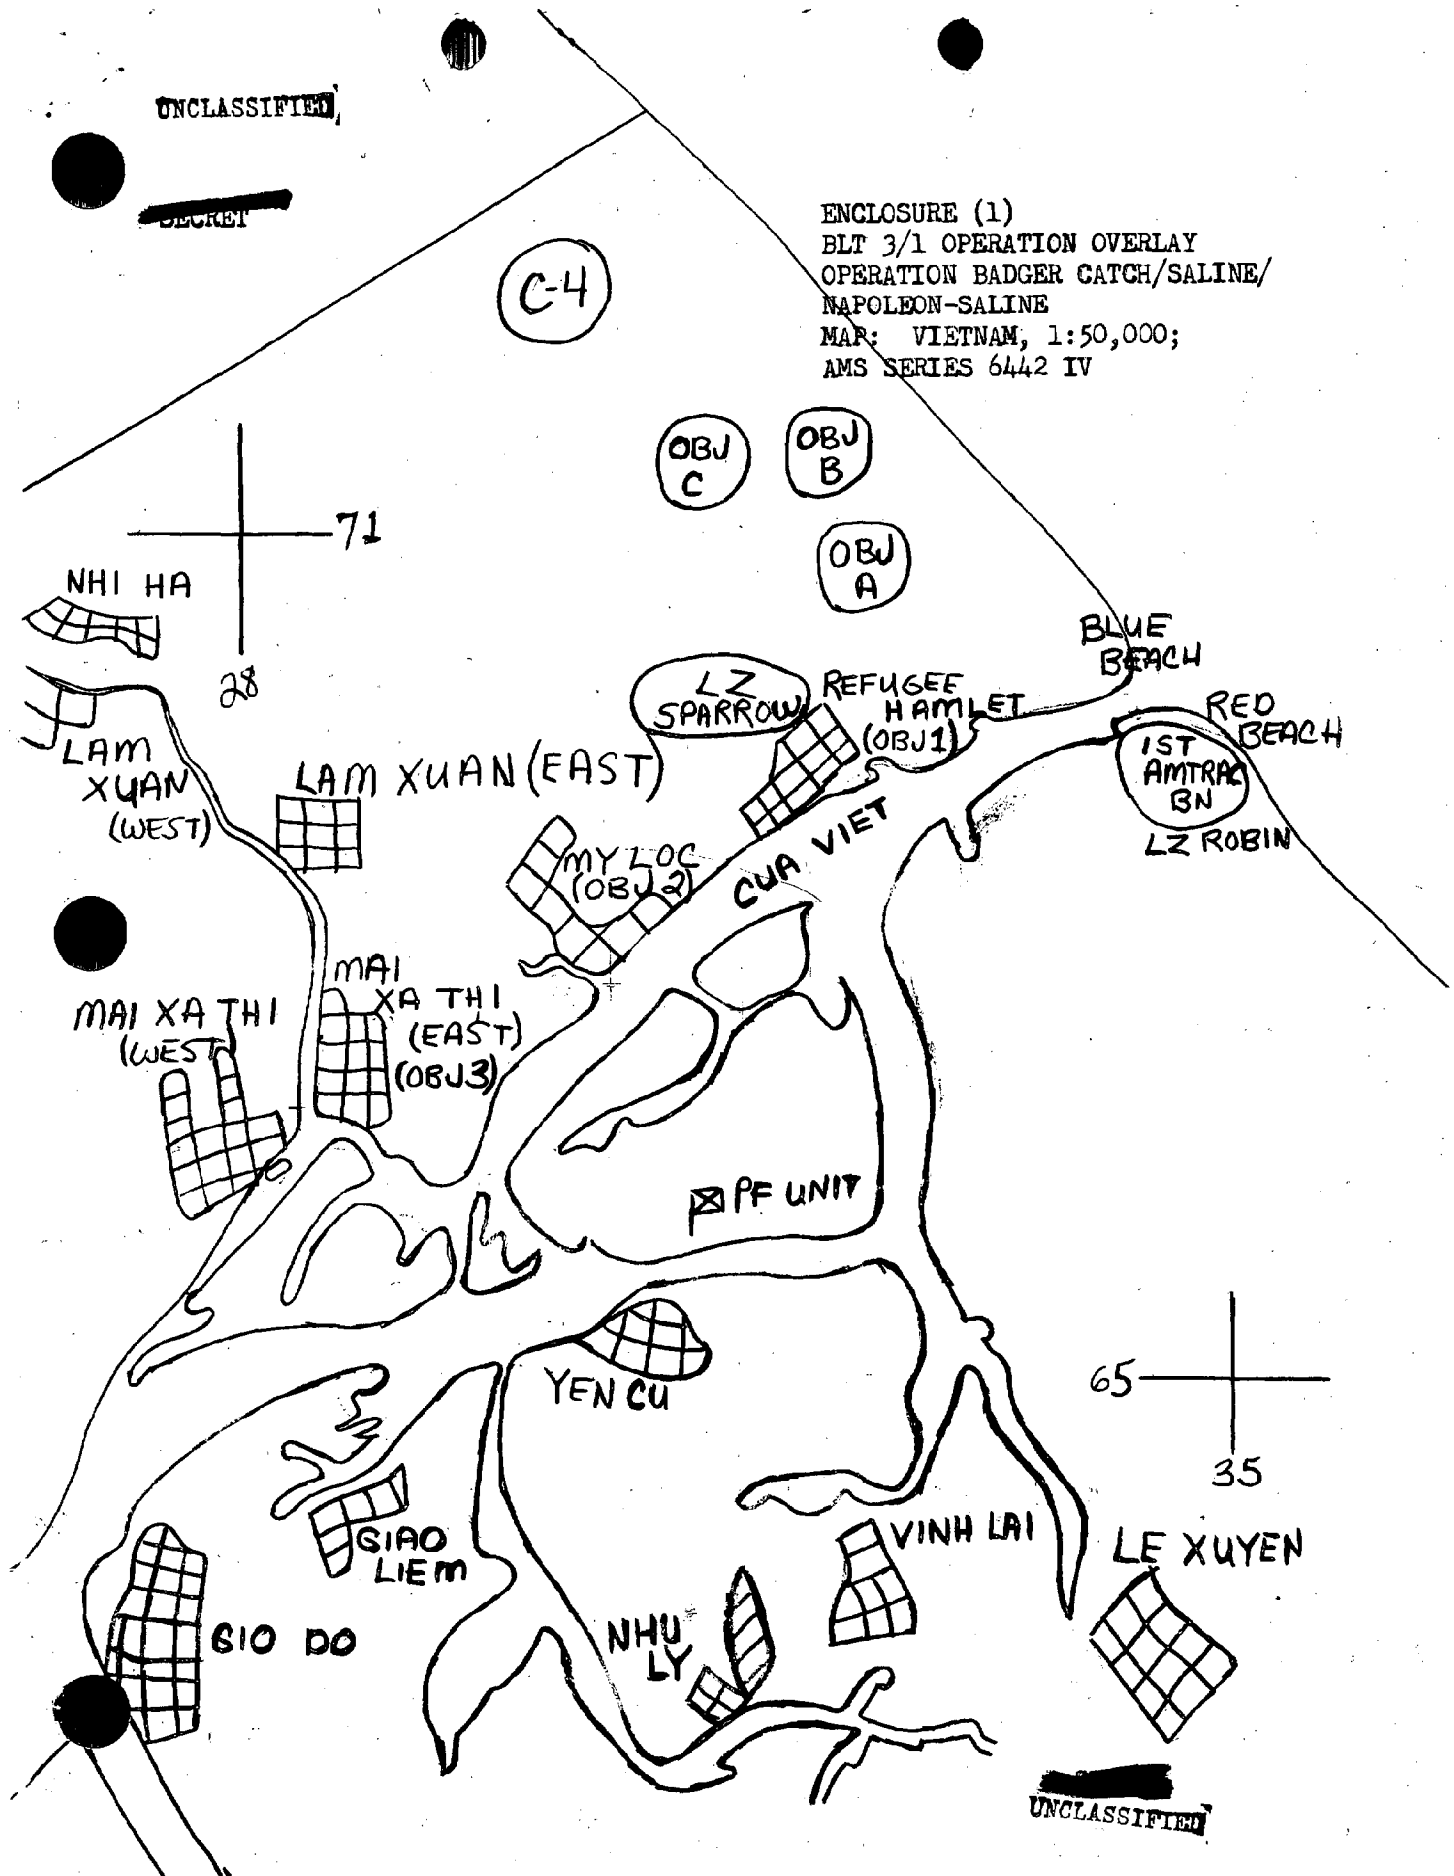 UNCLASSIFIED
SECRET
ENCLOSURE (1)
BLT 3/1 OPERATION OVERLAY
OPERATION BADGER CATCH/SALINE/
NAPOLEON-SALINE
MAP: VIETNAM, 1:50,000;
AMS SERIES 6442 IV
C-4
OBJ
C
OBJ
B
OBJ
A
71
28
NHI HA
BLUE
BEACH
LZ
SPARROW
REFUGEE
HAMLET
(OBJ1)
RED
BEACH
1ST
AMTRAC
BN
LZ ROBIN
LAM
XUAN
(WEST)
LAM XUAN (EAST)
MY LOC
(OBJ 2)
CUA VIET
MAI
XA THI
(EAST)
(OBJ3)
MAI XA THI
(WEST)
PF UNIT
YEN CU
65
35
GIAO
LIEM
VINH LAI
LE XUYEN
GIO DO
NHU
LY
UNCLASSIFIED